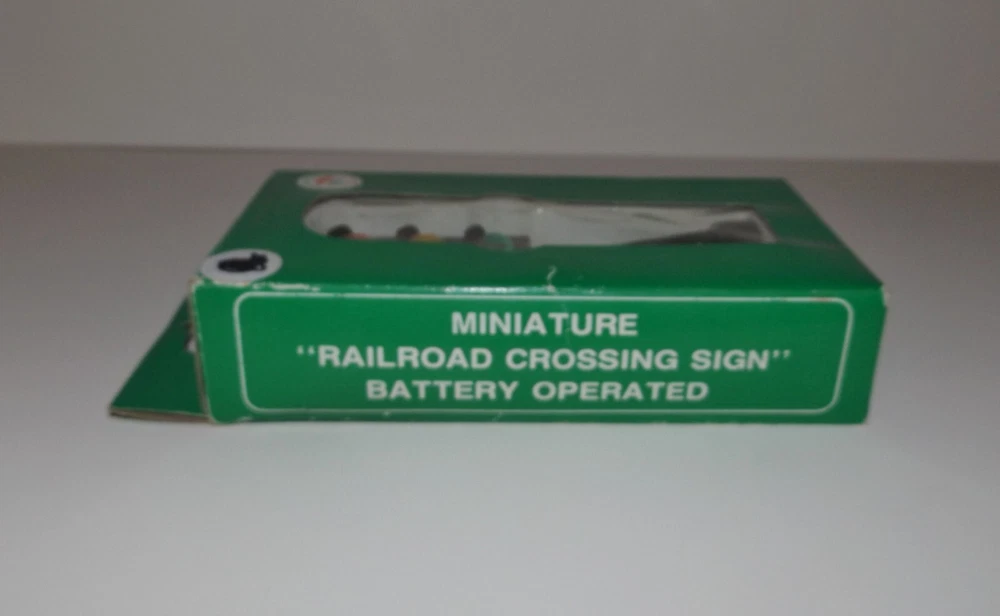 MINIATURE
"RAILROAD CROSSING SIGN"
BATTERY OPERATED